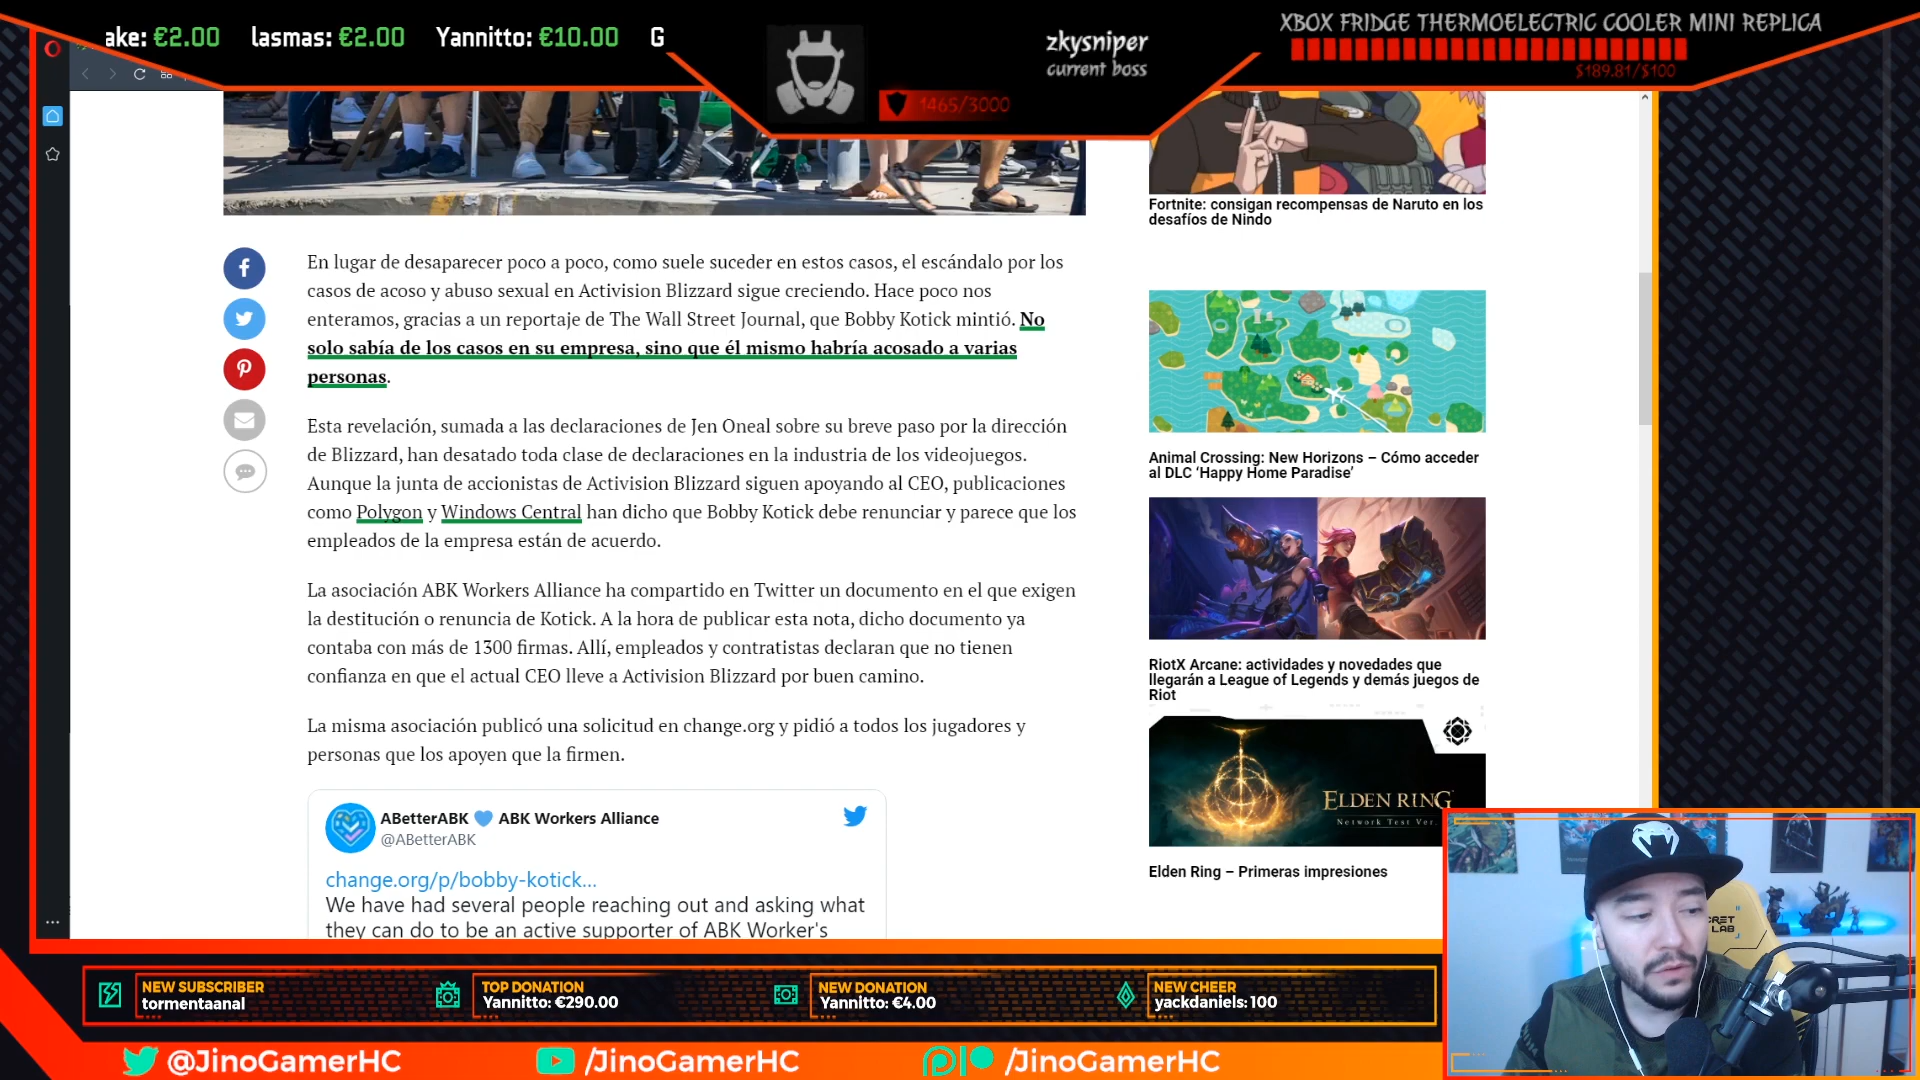 ake: €2.00 lasmas: €2.00 Yannitto: €10.00 G
zkysniper
current boss
1465/3000
XBOX FRIDGE THERMOELECTRIC COOLER MINI REPLICA
$189.81/$100
En lugar de desaparecer poco a poco, como suele suceder en estos casos, el escándalo por los
casos de acoso y abuso sexual en Activision Blizzard sigue creciendo. Hace poco nos
enteramos, gracias a un reportaje de The Wall Street Journal, que Bobby Kotick mintió. No
solo sabía de los casos en su empresa, sino que él mismo habría acosado a varias
personas.
Esta revelación, sumada a las declaraciones de Jen Oneal sobre su breve paso por la dirección
de Blizzard, han desatado toda clase de declaraciones en la industria de los videojuegos.
Aunque la junta de accionistas de Activision Blizzard siguen apoyando al CEO, publicaciones
como Polygon y Windows Central han dicho que Bobby Kotick debe renunciar y parece que los
empleados de la empresa están de acuerdo.
La asociación ABK Workers Alliance ha compartido en Twitter un documento en el que exigen
la destitución o renuncia de Kotick. A la hora de publicar esta nota, dicho documento ya
contaba con más de 1300 firmas. Allí, empleados y contratistas declaran que no tienen
confianza en que el actual CEO lleve a Activision Blizzard por buen camino.
La misma asociación publicó una solicitud en change.org y pidió a todos los jugadores y
personas que los apoyen que la firmen.
ABetterABK 💙 ABK Workers Alliance
@ABetterABK
change.org/p/bobby-kotick...
We have had several people reaching out and asking what
they can do to be an active supporter of ABK Worker's
Fortnite: consigan recompensas de Naruto en los
desafíos de Nindo
Animal Crossing: New Horizons – Cómo acceder
al DLC ‘Happy Home Paradise’
RiotX Arcane: actividades y novedades que
llegarán a League of Legends y demás juegos de
Riot
ELDEN RING
Network Test Ver.
Elden Ring – Primeras impresiones
CRET
LAB
NEW SUBSCRIBER
tormentaanal
TOP DONATION
Yannitto: €290.00
NEW DONATION
Yannitto: €4.00
NEW CHEER
yackdaniels: 100
@JinoGamerHC
/JinoGamerHC
/JinoGamerHC